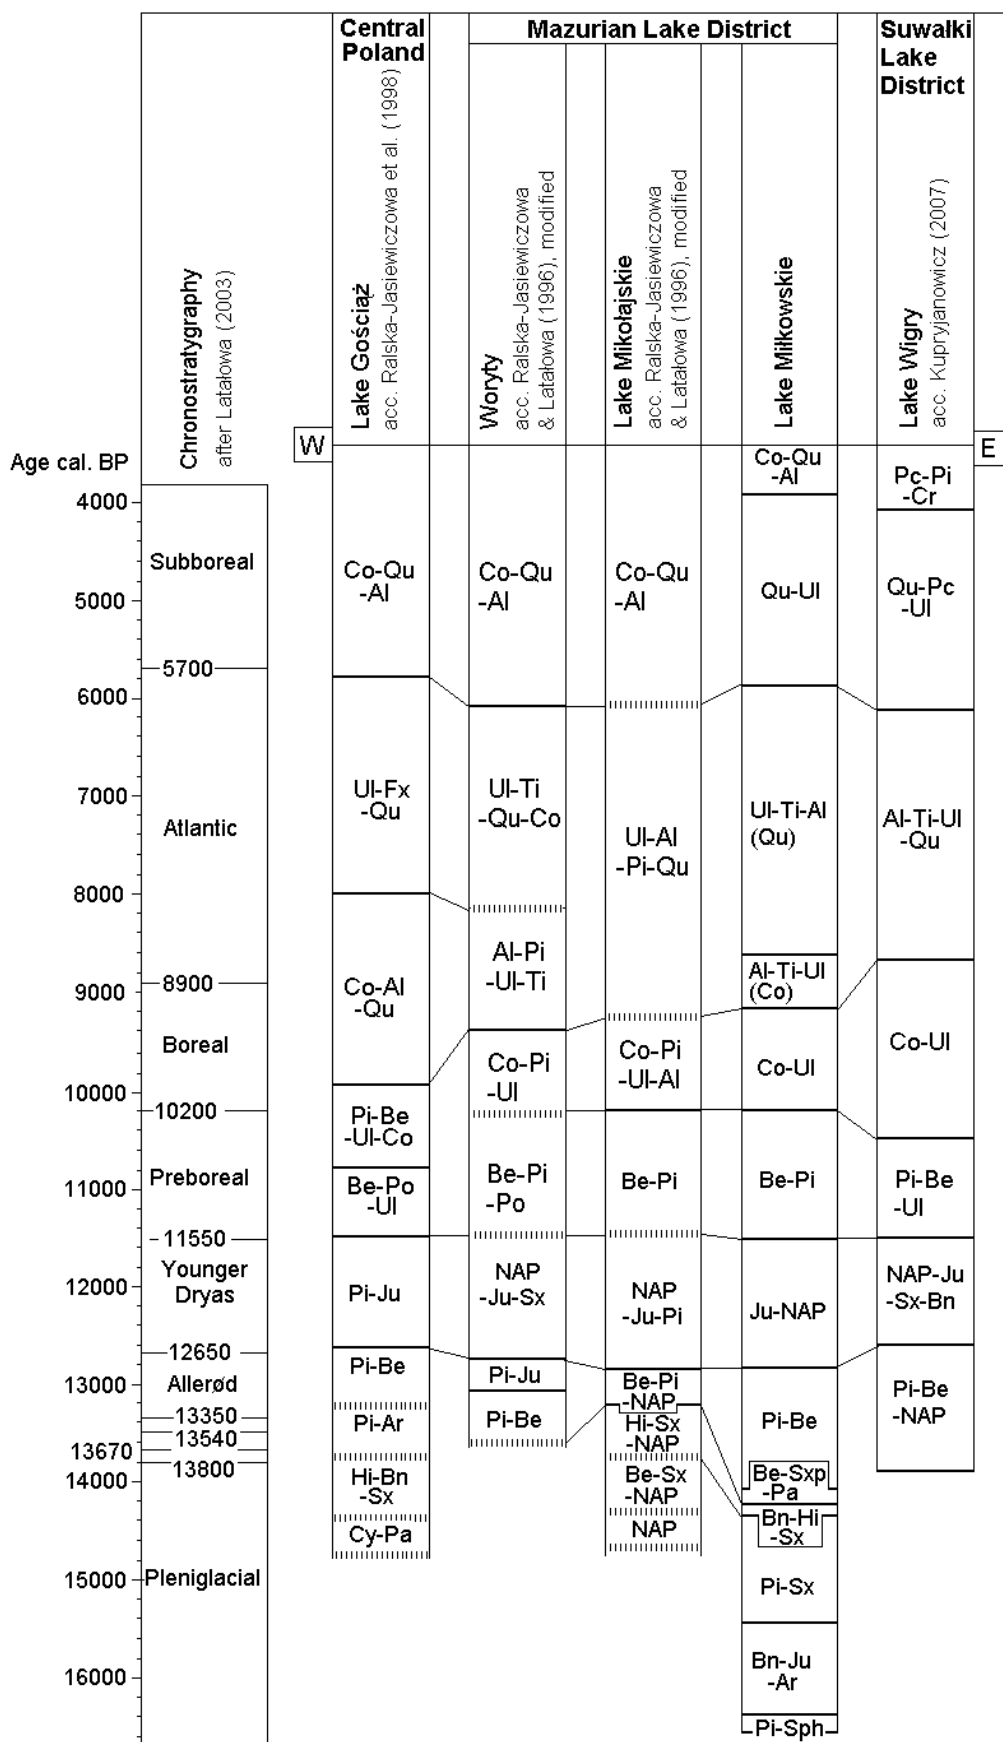 Central
Poland
Mazurian Lake District
Suwałki
Lake
District
Chronostratygraphy
after Latałowa (2003)
Lake Gościąż
acc. Ralska-Jasiewiczowa et al. (1998)
Woryty
acc. Ralska-Jasiewiczowa
& Latałowa (1996), modified
Lake Mikołajskie
acc. Ralska-Jasiewiczowa
& Latałowa (1996), modified
Lake Miłkowskie
Lake Wigry
acc. Kupryjanowicz (2007)
W
E
Age cal. BP
4000
5000
6000
7000
8000
9000
10000
11000
12000
13000
13670
14000
15000
16000
Subboreal
5700
Atlantic
8900
Boreal
10200
Preboreal
11550
Younger
Dryas
12650
Allerød
13350
13540
13800
Pleniglacial
Co-Qu
-Al
Ul-Fx
-Qu
Co-Al
-Qu
Pi-Be
-Ul-Co
Be-Po
-Ul
Pi-Ju
Pi-Be
Pi-Ar
Hi-Bn
-Sx
Cy-Pa
Co-Qu
-Al
Ul-Ti
-Qu-Co
Al-Pi
-Ul-Ti
Co-Pi
-Ul
Be-Pi
-Po
NAP
-Ju-Sx
Pi-Ju
Pi-Be
Co-Qu
-Al
Ul-Al
-Pi-Qu
Co-Pi
-Ul-Al
Be-Pi
NAP
-Ju-Pi
Be-Pi
-NAP
Hi-Sx
-NAP
Be-Sx
-NAP
NAP
Co-Qu
-Al
Qu-Ul
Ul-Ti-Al
(Qu)
Al-Ti-Ul
(Co)
Co-Ul
Be-Pi
Ju-NAP
Pi-Be
Be-Sxp
-Pa
Bn-Hi
-Sx
Pi-Sx
Bn-Ju
-Ar
Pi-Sph
Pc-Pi
-Cr
Qu-Pc
-Ul
Al-Ti-Ul
-Qu
Co-Ul
Pi-Be
-Ul
NAP-Ju
-Sx-Bn
Pi-Be
-NAP